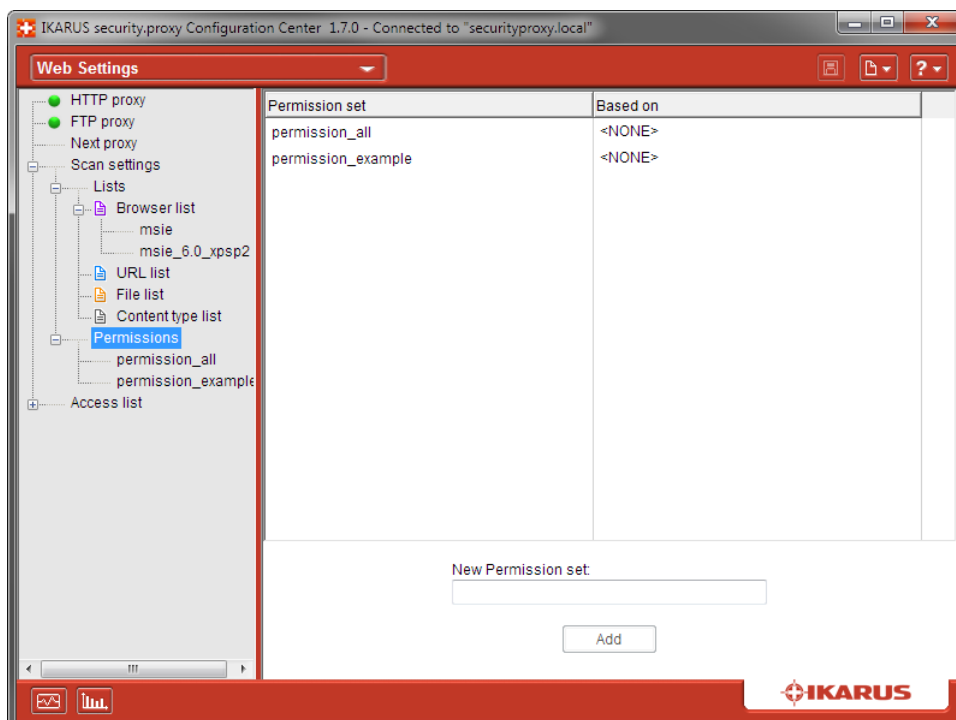 IKARUS security.proxy Configuration Center 1.7.0 - Connected to "securityproxy.local"
Web Settings
?
HTTP proxy
FTP proxy
Next proxy
Scan settings
Lists
Browser list
msie
msie_6.0_xpsp2
URL list
File list
Content type list
Permissions
permission_all
permission_example
Access list
Permission set Based on
permission_all <NONE>
permission_example <NONE>
New Permission set:
Add
IKARUS